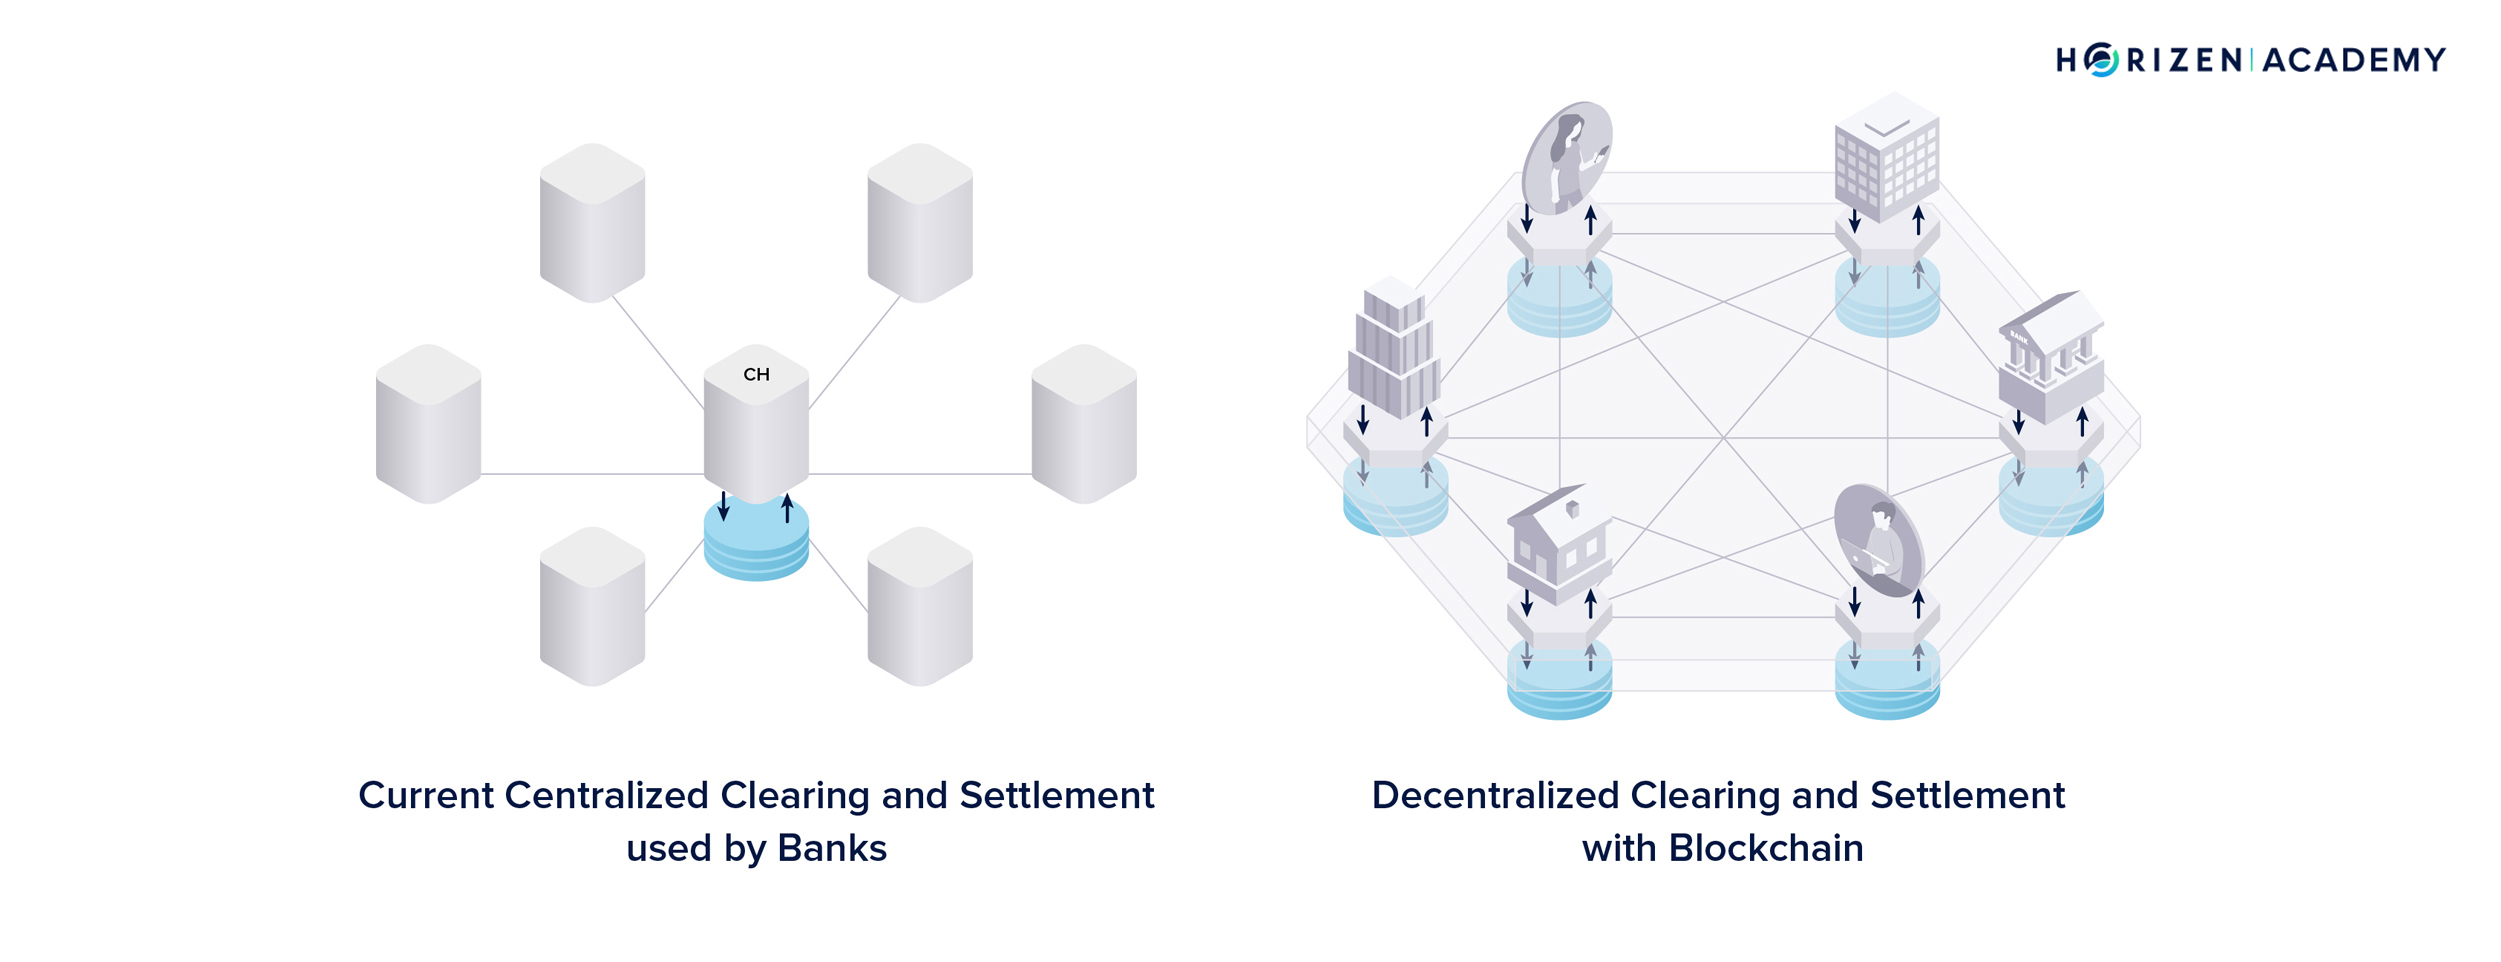 HORIZEN|ACADEMY
CH
BANK
Current Centralized Clearing and Settlement
used by Banks
Decentralized Clearing and Settlement
with Blockchain